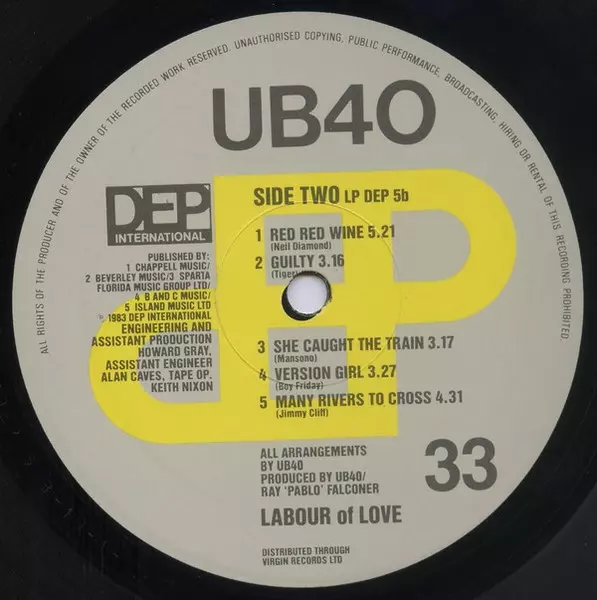 ALL RIGHTS OF THE PRODUCER AND OF THE OWNER OF THE RECORDED WORK RESERVED. UNAUTHORISED COPYING, PUBLIC PERFORMANCE, BROADCASTING, HIRING OR RENTAL OF THIS RECORDING PROHIBITED.
UB40
DEP
INTERNATIONAL
PUBLISHED BY:
1 CHAPPELL MUSIC/
2 BEVERLEY MUSIC/3 SPARTA
FLORIDA MUSIC GROUP LTD/
4 B AND C MUSIC/
5 ISLAND MUSIC LTD
℗ 1983 DEP INTERNATIONAL
ENGINEERING AND
ASSISTANT PRODUCTION
HOWARD GRAY,
ASSISTANT ENGINEER
ALAN CAVES, TAPE OP.
KEITH NIXON
SIDE TWO LP DEP 5b
1 RED RED WINE 5.21
(Neil Diamond)
2 GUILTY 3.16
(Tiger)
3 SHE CAUGHT THE TRAIN 3.17
(Mansono)
4 VERSION GIRL 3.27
(Boy Friday)
5 MANY RIVERS TO CROSS 4.31
(Jimmy Cliff)
ALL ARRANGEMENTS
BY UB40
PRODUCED BY UB40/
RAY 'PABLO' FALCONER
33
LABOUR of LOVE
DISTRIBUTED THROUGH
VIRGIN RECORDS LTD
DEP